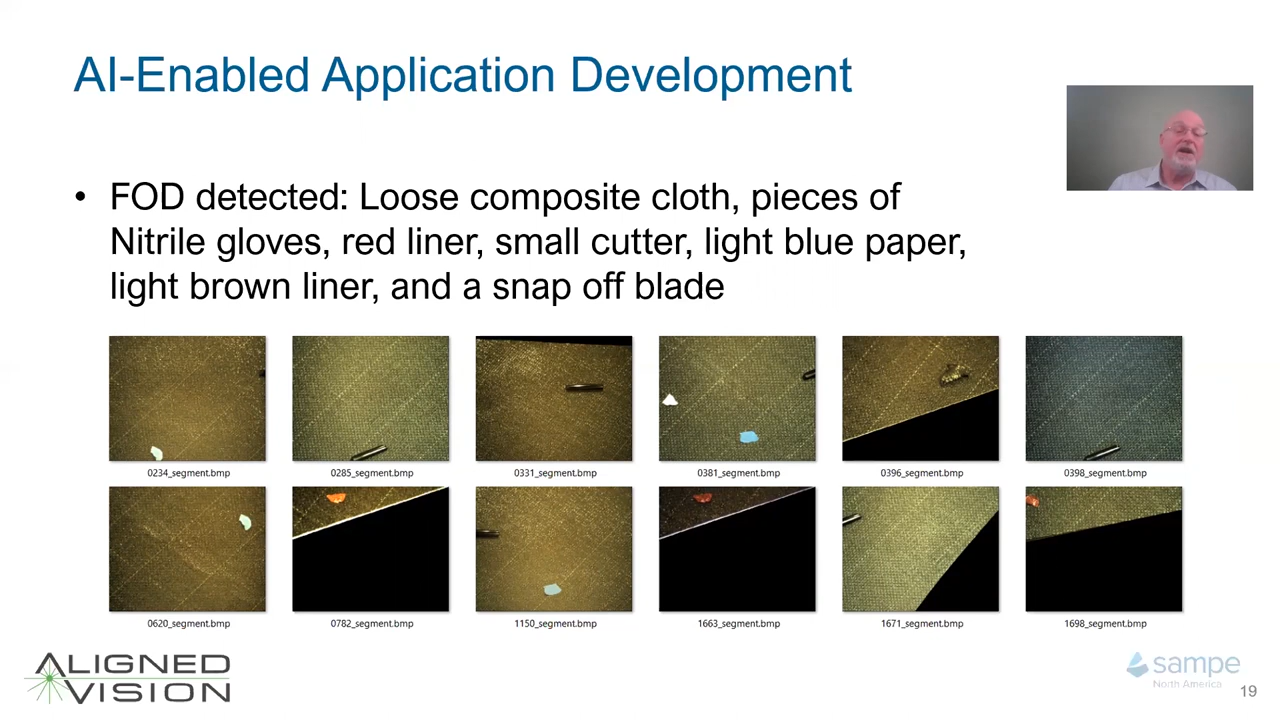 AI-Enabled Application Development
• FOD detected: Loose composite cloth, pieces of
Nitrile gloves, red liner, small cutter, light blue paper,
light brown liner, and a snap off blade
0234_segment.bmp
0285_segment.bmp
0331_segment.bmp
0381_segment.bmp
0396_segment.bmp
0398_segment.bmp
0620_segment.bmp
0782_segment.bmp
1150_segment.bmp
1663_segment.bmp
1671_segment.bmp
1698_segment.bmp
ALIGNED
VISION
sampe
North America
19